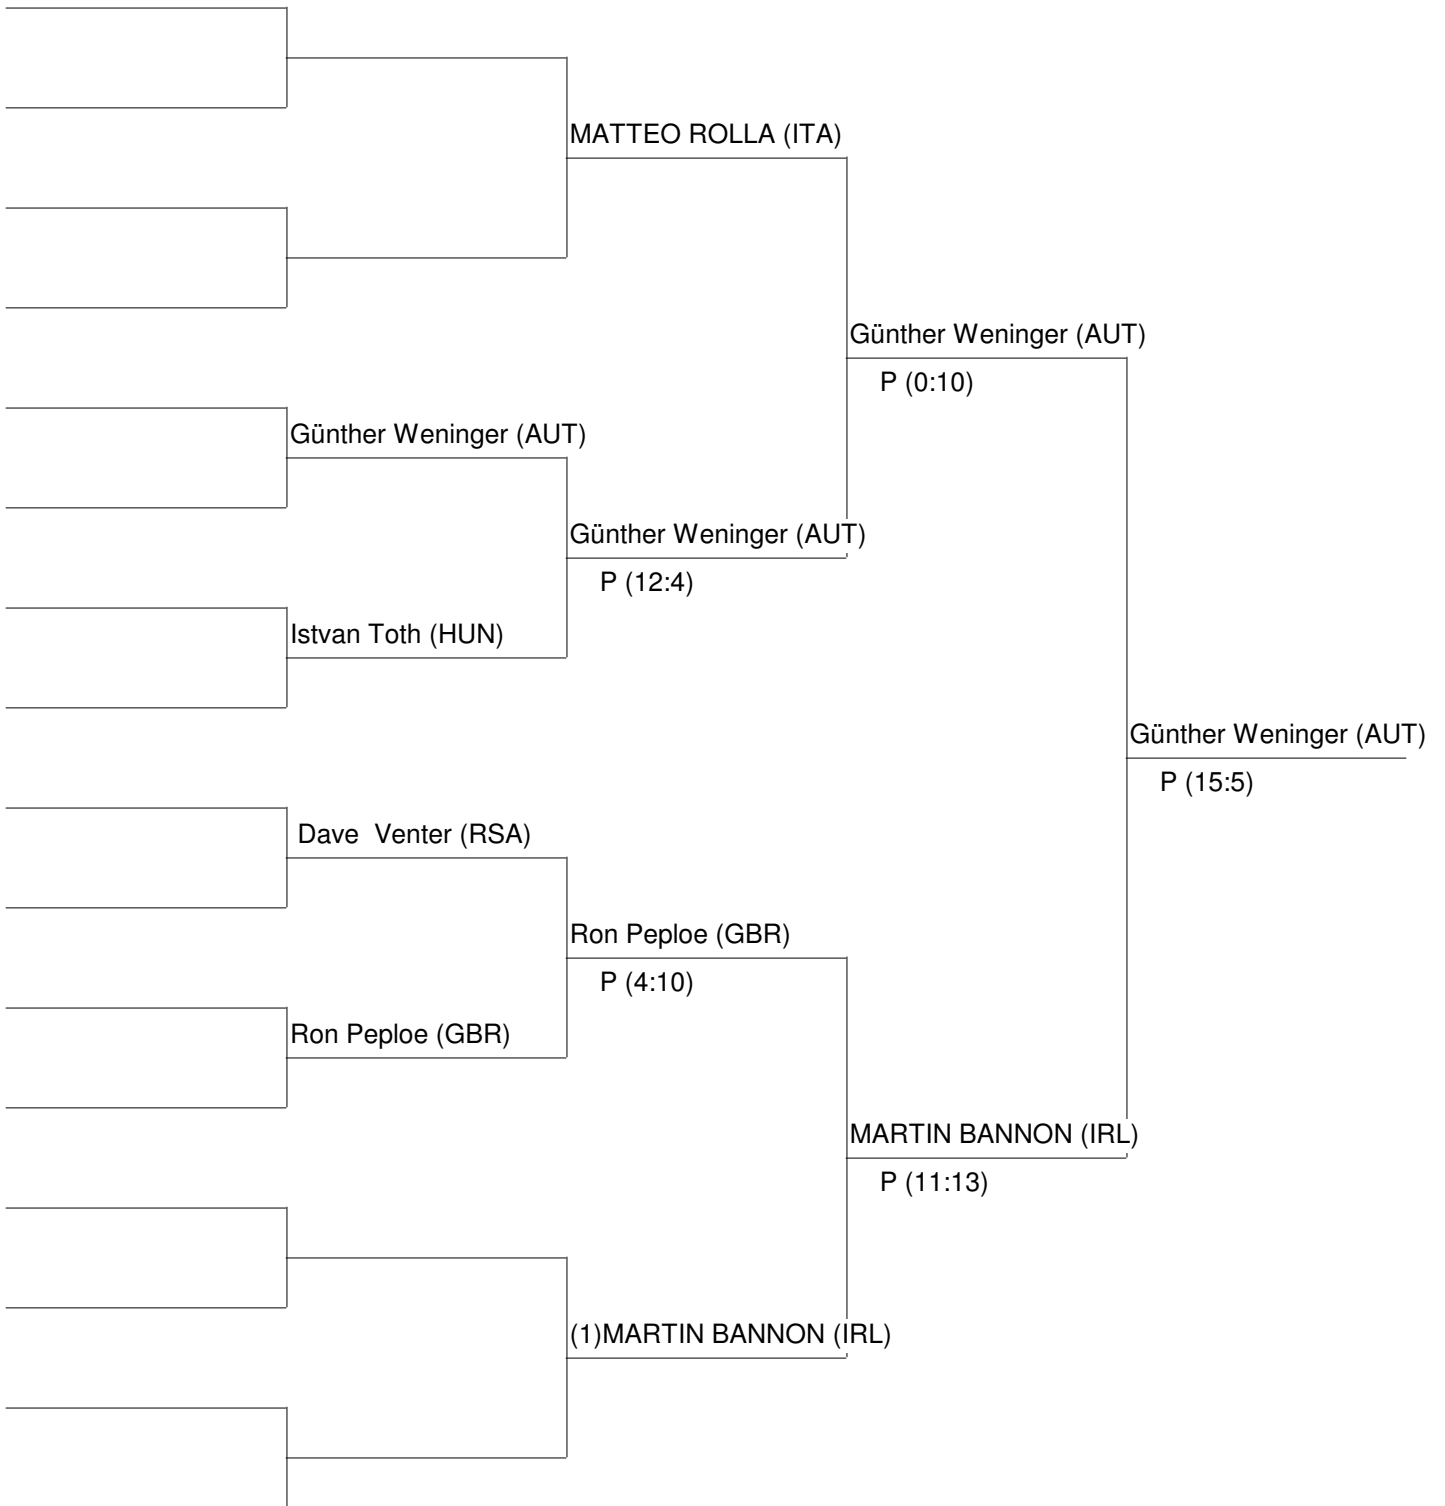 MATTEO ROLLA (ITA)
Günther Weninger (AUT)
P (0:10)
Günther Weninger (AUT)
Günther Weninger (AUT)
P (12:4)
Istvan Toth (HUN)
Günther Weninger (AUT)
P (15:5)
Dave  Venter (RSA)
Ron Peploe (GBR)
P (4:10)
Ron Peploe (GBR)
MARTIN BANNON (IRL)
P (11:13)
(1)MARTIN BANNON (IRL)